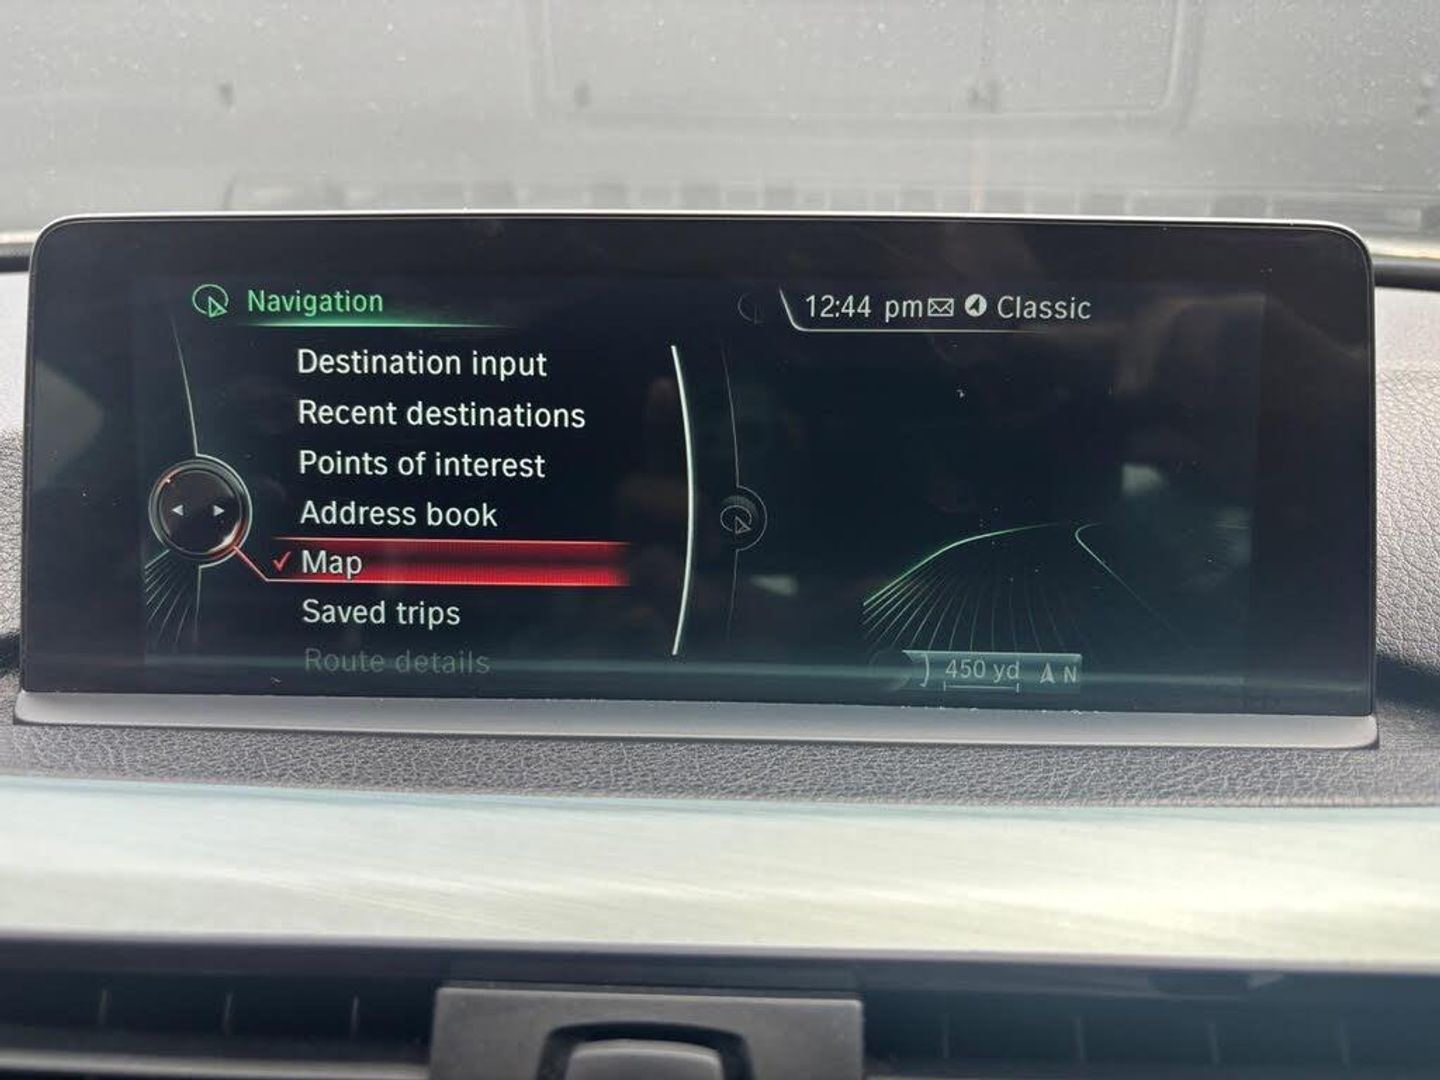 Navigation
12:44 pm Classic
Destination input
Recent destinations
Points of interest
Address book
Map
Saved trips
Route details
450 yd N